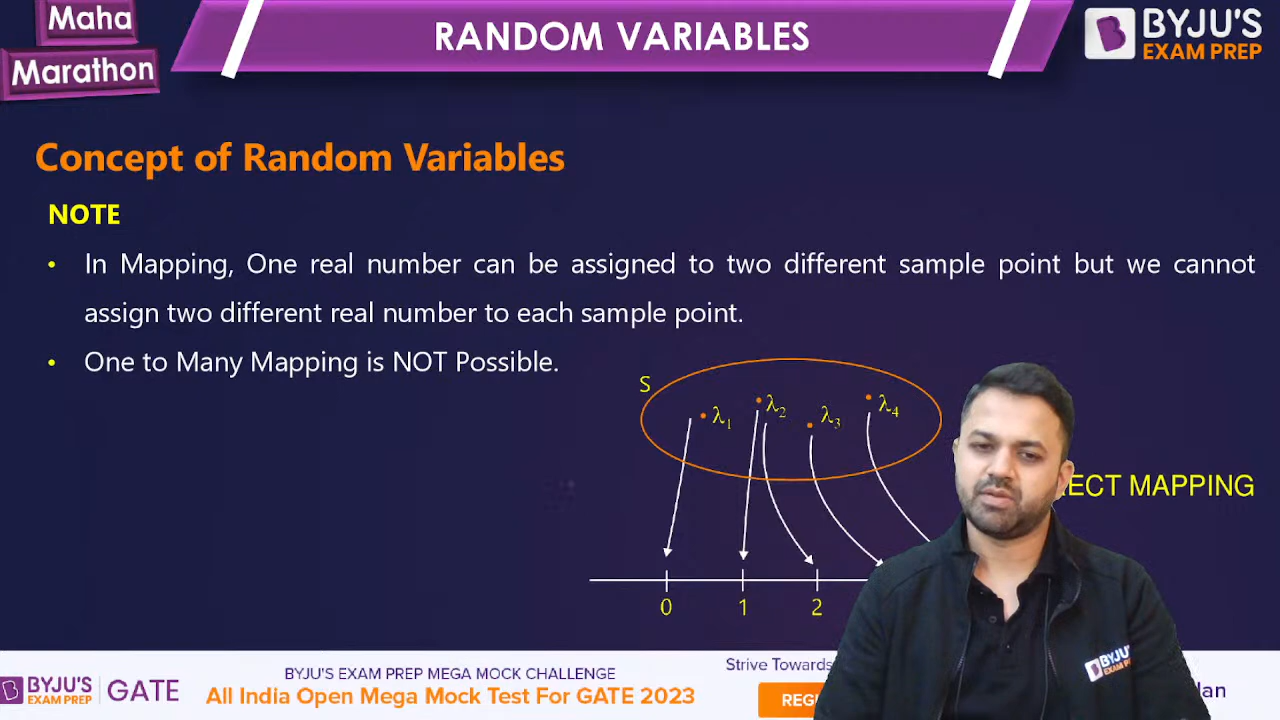 Maha
Marathon
RANDOM VARIABLES
BYJU'S
EXAM PREP
Concept of Random Variables
NOTE
• In Mapping, One real number can be assigned to two different sample point but we cannot
assign two different real number to each sample point.
• One to Many Mapping is NOT Possible.
S
λ1 λ2 λ3 λ4
MAPPING
0 1 2
BYJU'S
EXAM PREP
GATE
BYJU'S EXAM PREP MEGA MOCK CHALLENGE
All India Open Mega Mock Test For GATE 2023
Strive Towards
BYJU'S
EXAM PREP